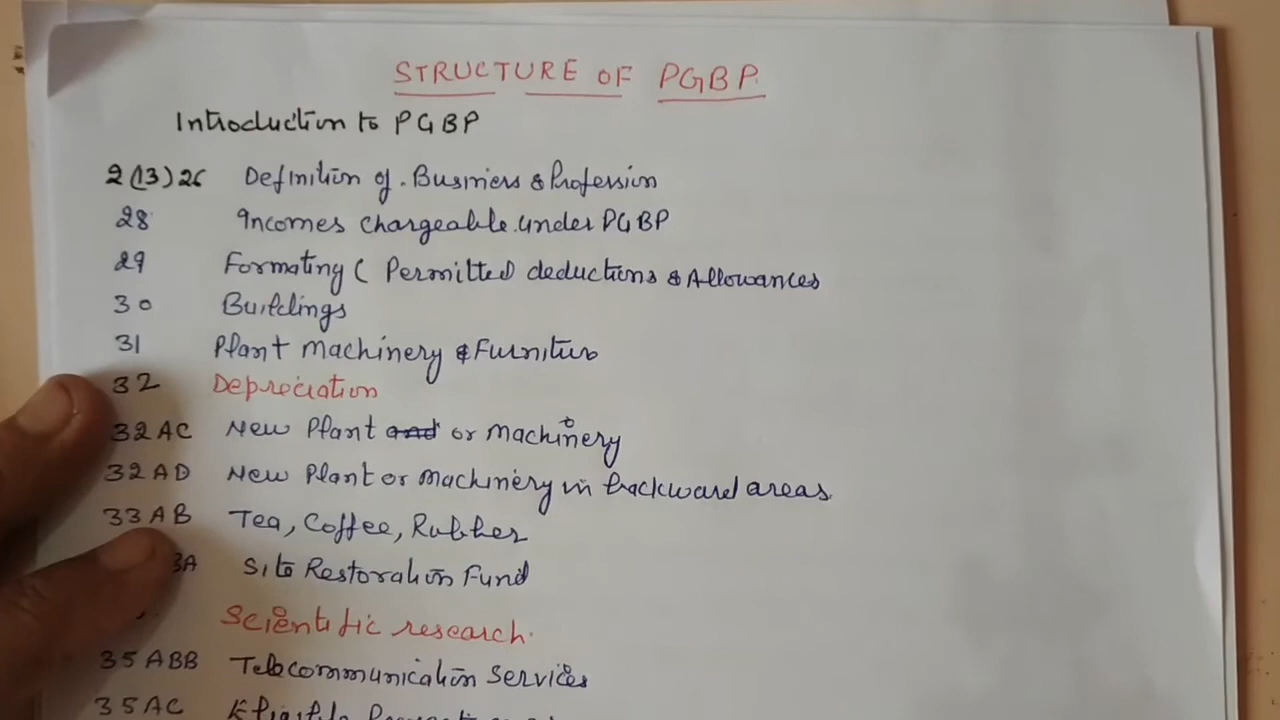 STRUCTURE OF PGBP.
Introduction to PGBP
2(13)26 Definition of. Business & Profession
28 Incomes chargeable under PGBP
29 Formating ( Permitted deductions & Allowances
30 Buildings
31 Plant machinery & Furniture
32 Depreciation
32AC New Plant and or machinery
32AD New Plant or machinery in backward areas.
33AB Tea, Coffee, Rubber
3A Site Restoration Fund
Scientific research.
35ABB Telecommunication Services
35AC